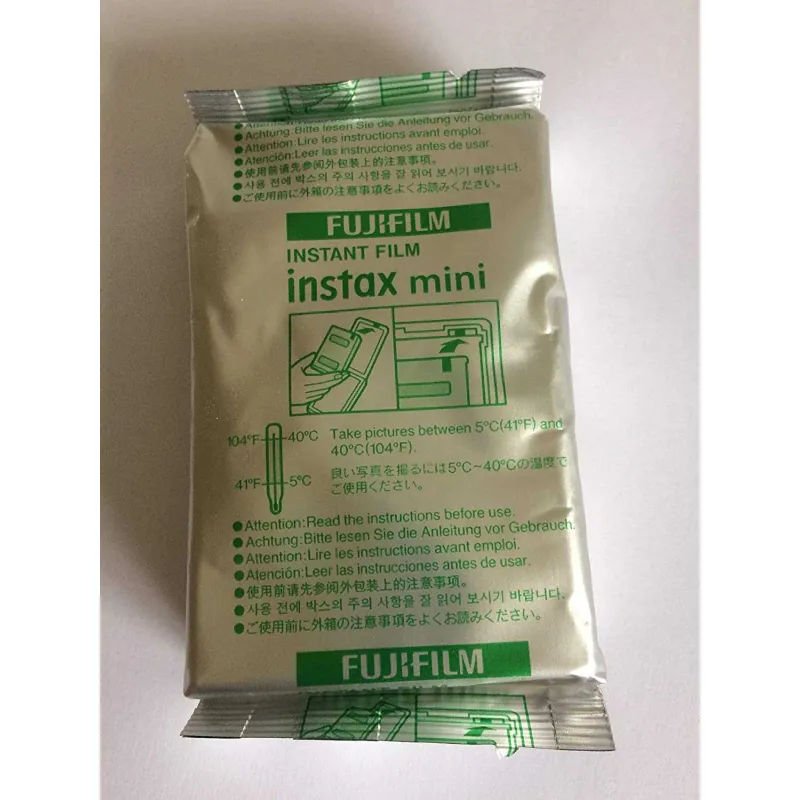 ●Attention:Read the instructions before use.
●Achtung:Bitte lesen Sie die Anleitung vor Gebrauch.
●Attention:Lire les instructions avant emploi.
●Atención:Leer las instrucciones antes de usar.
●使用前请先参阅外包装上的注意事项。
●사용 전에 박스의 주의 사항을 잘 읽어 보시기 바랍니다.
●ご使用前に外箱の注意事項をよくお読みください。
FUJIFILM
INSTANT FILM
instax mini
104°F 40°C
41°F 5°C
Take pictures between 5°C(41°F) and
40°C(104°F).
良い写真を撮るには5°C~40°Cの温度で
ご使用ください。
●Attention:Read the instructions before use.
●Achtung:Bitte lesen Sie die Anleitung vor Gebrauch.
●Attention:Lire les instructions avant emploi.
●Atención:Leer las instrucciones antes de usar.
●使用前请先参阅外包装上的注意事项。
●사용 전에 박스의 주의 사항을 잘 읽어 보시기 바랍니다.
●ご使用前に外箱の注意事項をよくお読みください。
FUJIFILM